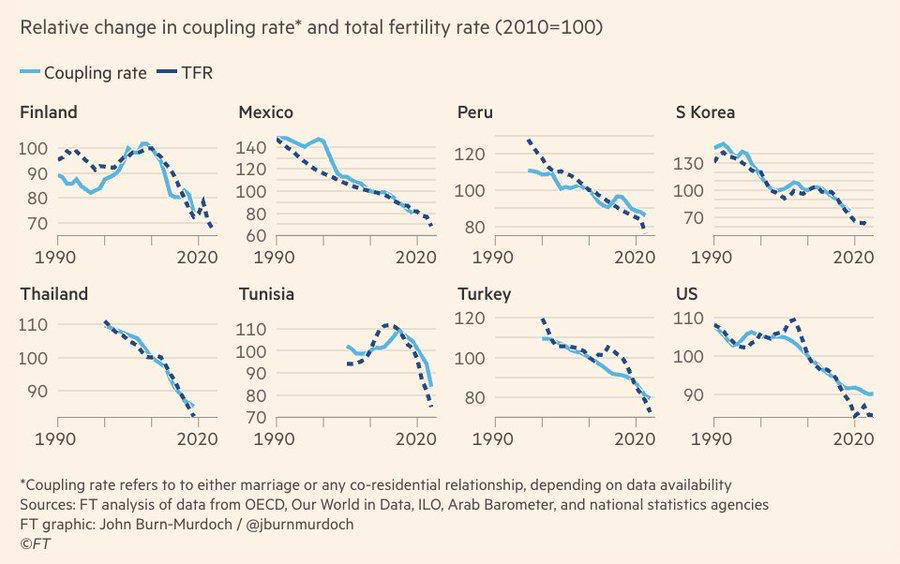 Relative change in coupling rate* and total fertility rate (2010=100)
Coupling rate TFR
Finland
100
90
80
70
1990 2020
Mexico
140
120
100
80
60
1990 2020
Peru
120
100
80
1990 2020
S Korea
130
100
70
1990 2020
Thailand
110
100
90
1990 2020
Tunisia
110
100
90
80
70
1990 2020
Turkey
120
100
80
1990 2020
US
110
100
90
1990 2020
*Coupling rate refers to to either marriage or any co-residential relationship, depending on data availability
Sources: FT analysis of data from OECD, Our World in Data, ILO, Arab Barometer, and national statistics agencies
FT graphic: John Burn-Murdoch / @jburnmurdoch
©FT